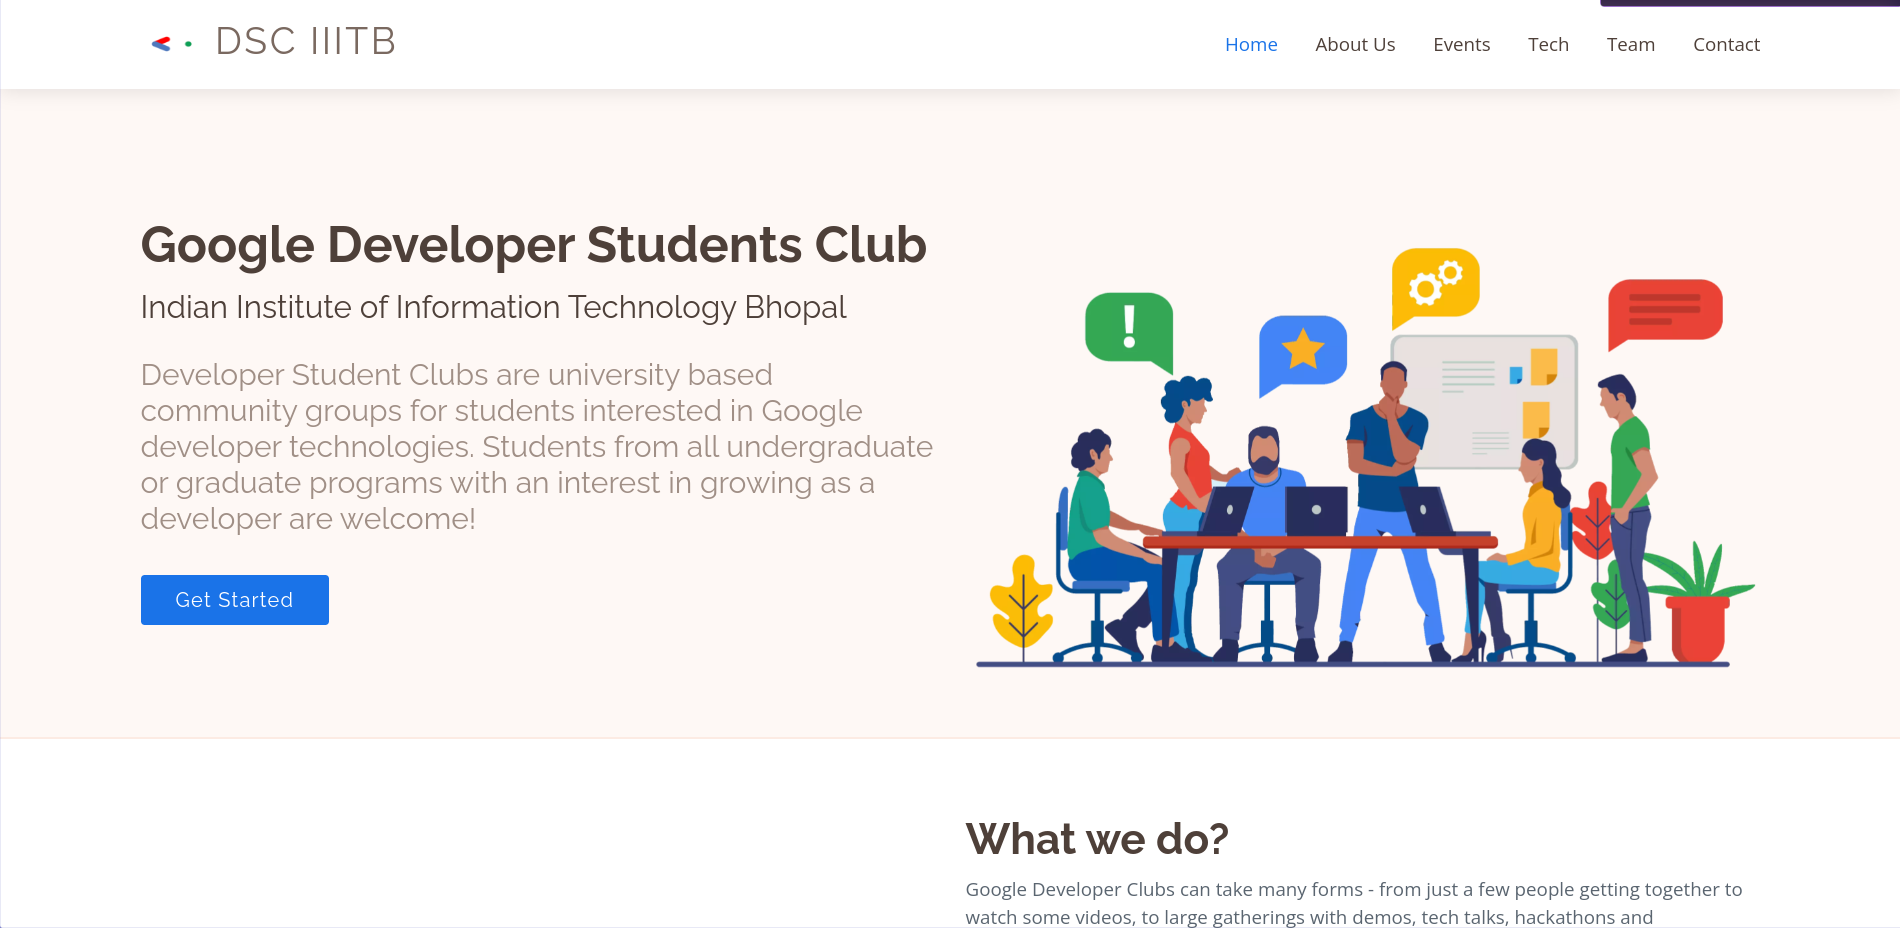 DSC IIITB
Home About Us Events Tech Team Contact
Google Developer Students Club
Indian Institute of Information Technology Bhopal
Developer Student Clubs are university based
community groups for students interested in Google
developer technologies. Students from all undergraduate
or graduate programs with an interest in growing as a
developer are welcome!
Get Started
!
What we do?
Google Developer Clubs can take many forms - from just a few people getting together to
watch some videos, to large gatherings with demos, tech talks, hackathons and